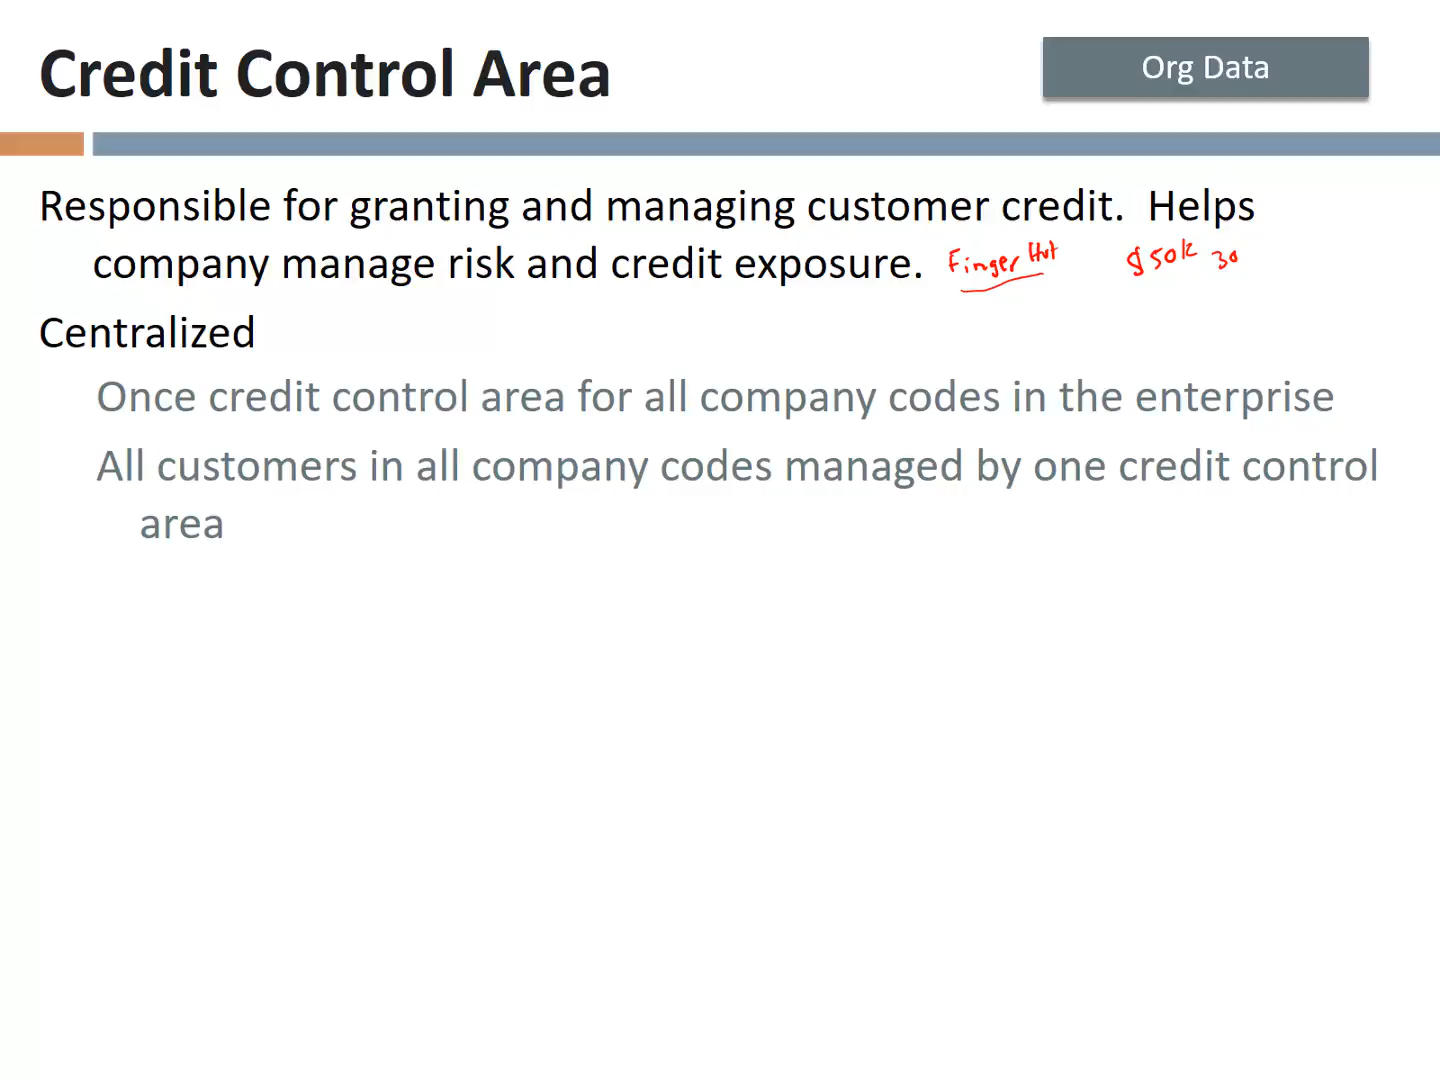 Credit Control Area
Org Data
Responsible for granting and managing customer credit. Helps
company manage risk and credit exposure. Finger Hut $50k 30
Centralized
Once credit control area for all company codes in the enterprise
All customers in all company codes managed by one credit control
area